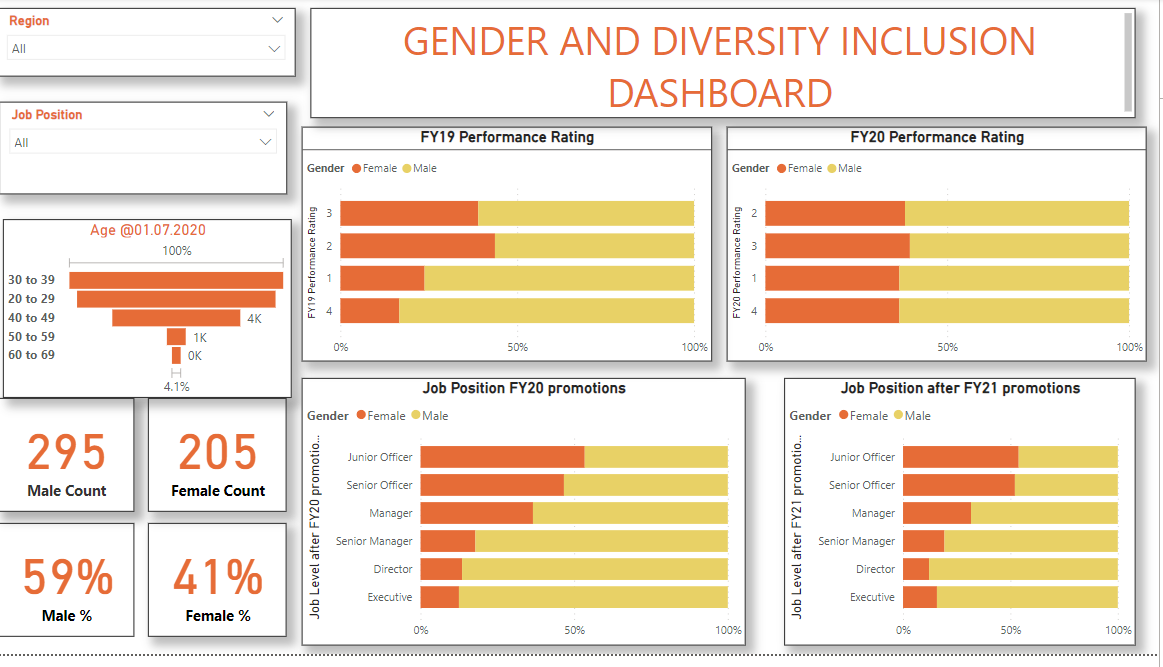 Region
All
Job Position
All
GENDER AND DIVERSITY INCLUSION
DASHBOARD
Age @01.07.2020
100%
30 to 39
20 to 29
40 to 49
4K
50 to 59
1K
60 to 69
0K
4.1%
295
Male Count
205
Female Count
59%
Male %
41%
Female %
FY19 Performance Rating
Gender Female Male
FY19 Performance Rating
3
2
1
4
0% 50% 100%
FY20 Performance Rating
Gender Female Male
FY20 Performance Rating
2
3
1
4
0% 50% 100%
Job Position FY20 promotions
Gender Female Male
Job Level after FY20 promotio...
Junior Officer
Senior Officer
Manager
Senior Manager
Director
Executive
0% 50% 100%
Job Position after FY21 promotions
Gender Female Male
Job Level after FY21 promotio...
Junior Officer
Senior Officer
Manager
Senior Manager
Director
Executive
0% 50% 100%